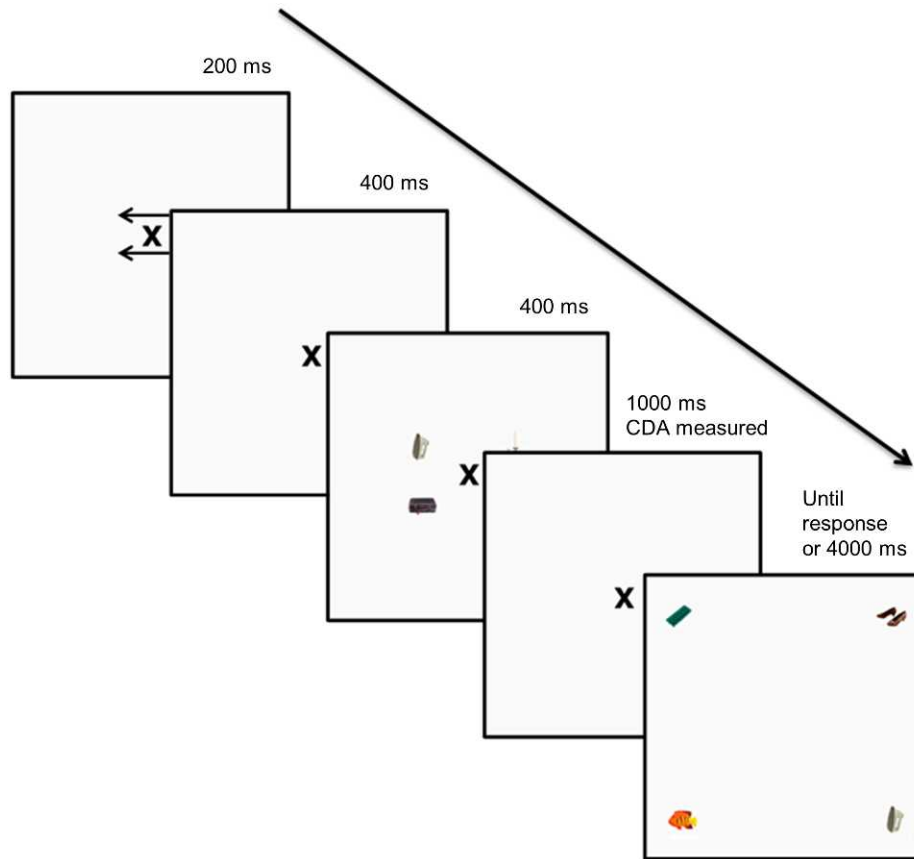 200 ms
X
400 ms
X
400 ms
X
1000 ms
CDA measured
X
Until
response
or 4000 ms